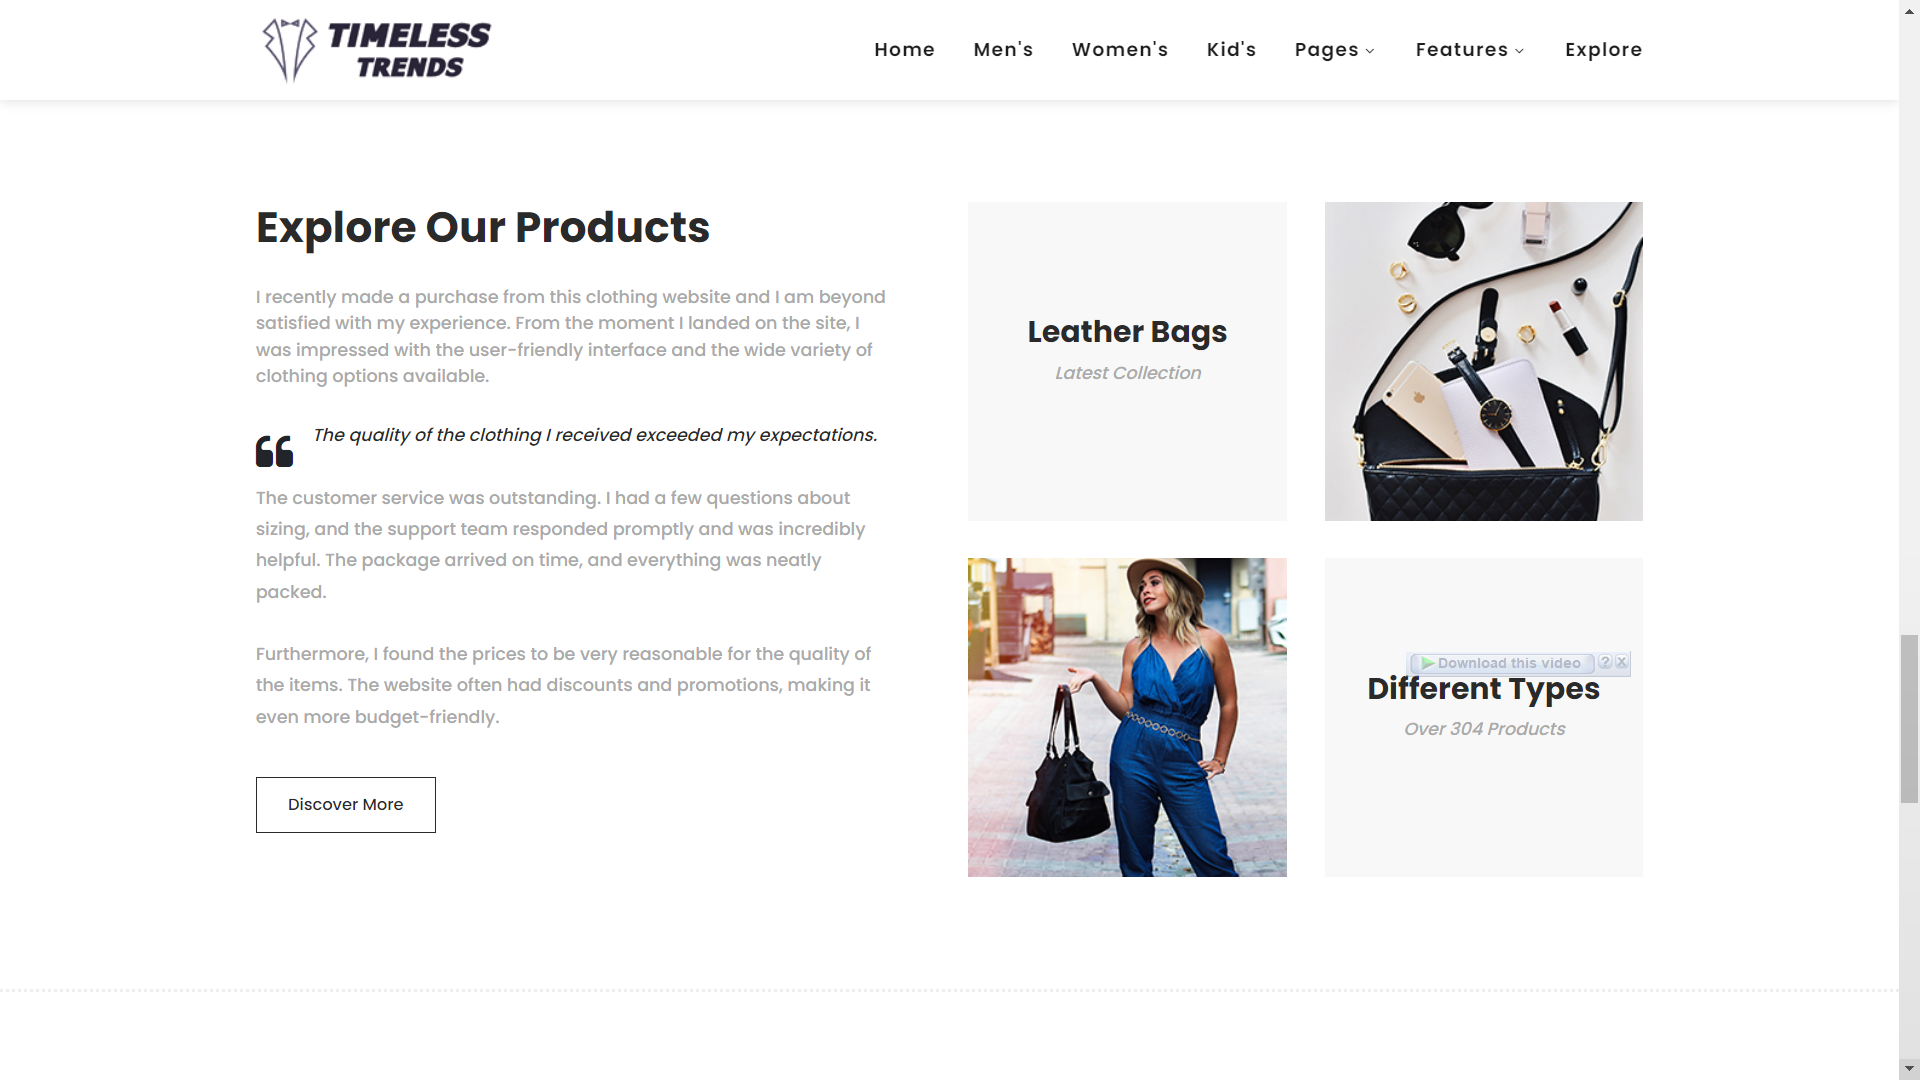 TIMELESS
TRENDS
Home Men's Women's Kid's Pages Features Explore
Explore Our Products
I recently made a purchase from this clothing website and I am beyond
satisfied with my experience. From the moment I landed on the site, I
was impressed with the user-friendly interface and the wide variety of
clothing options available.
The quality of the clothing I received exceeded my expectations.
The customer service was outstanding. I had a few questions about
sizing, and the support team responded promptly and was incredibly
helpful. The package arrived on time, and everything was neatly
packed.
Furthermore, I found the prices to be very reasonable for the quality of
the items. The website often had discounts and promotions, making it
even more budget-friendly.
Discover More
Leather Bags
Latest Collection
Download this video ? X
Different Types
Over 304 Products